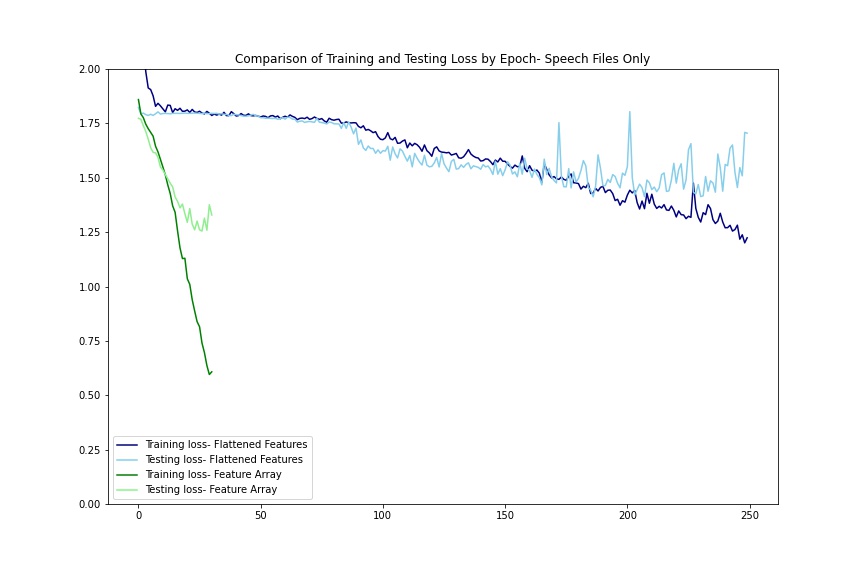 Comparison of Training and Testing Loss by Epoch- Speech Files Only
2.00
1.75
1.50
1.25
1.00
0.75
0.50
0.25
0.00
Training loss- Flattened Features
Testing loss- Flattened Features
Training loss- Feature Array
Testing loss- Feature Array
0 50 100 150 200 250